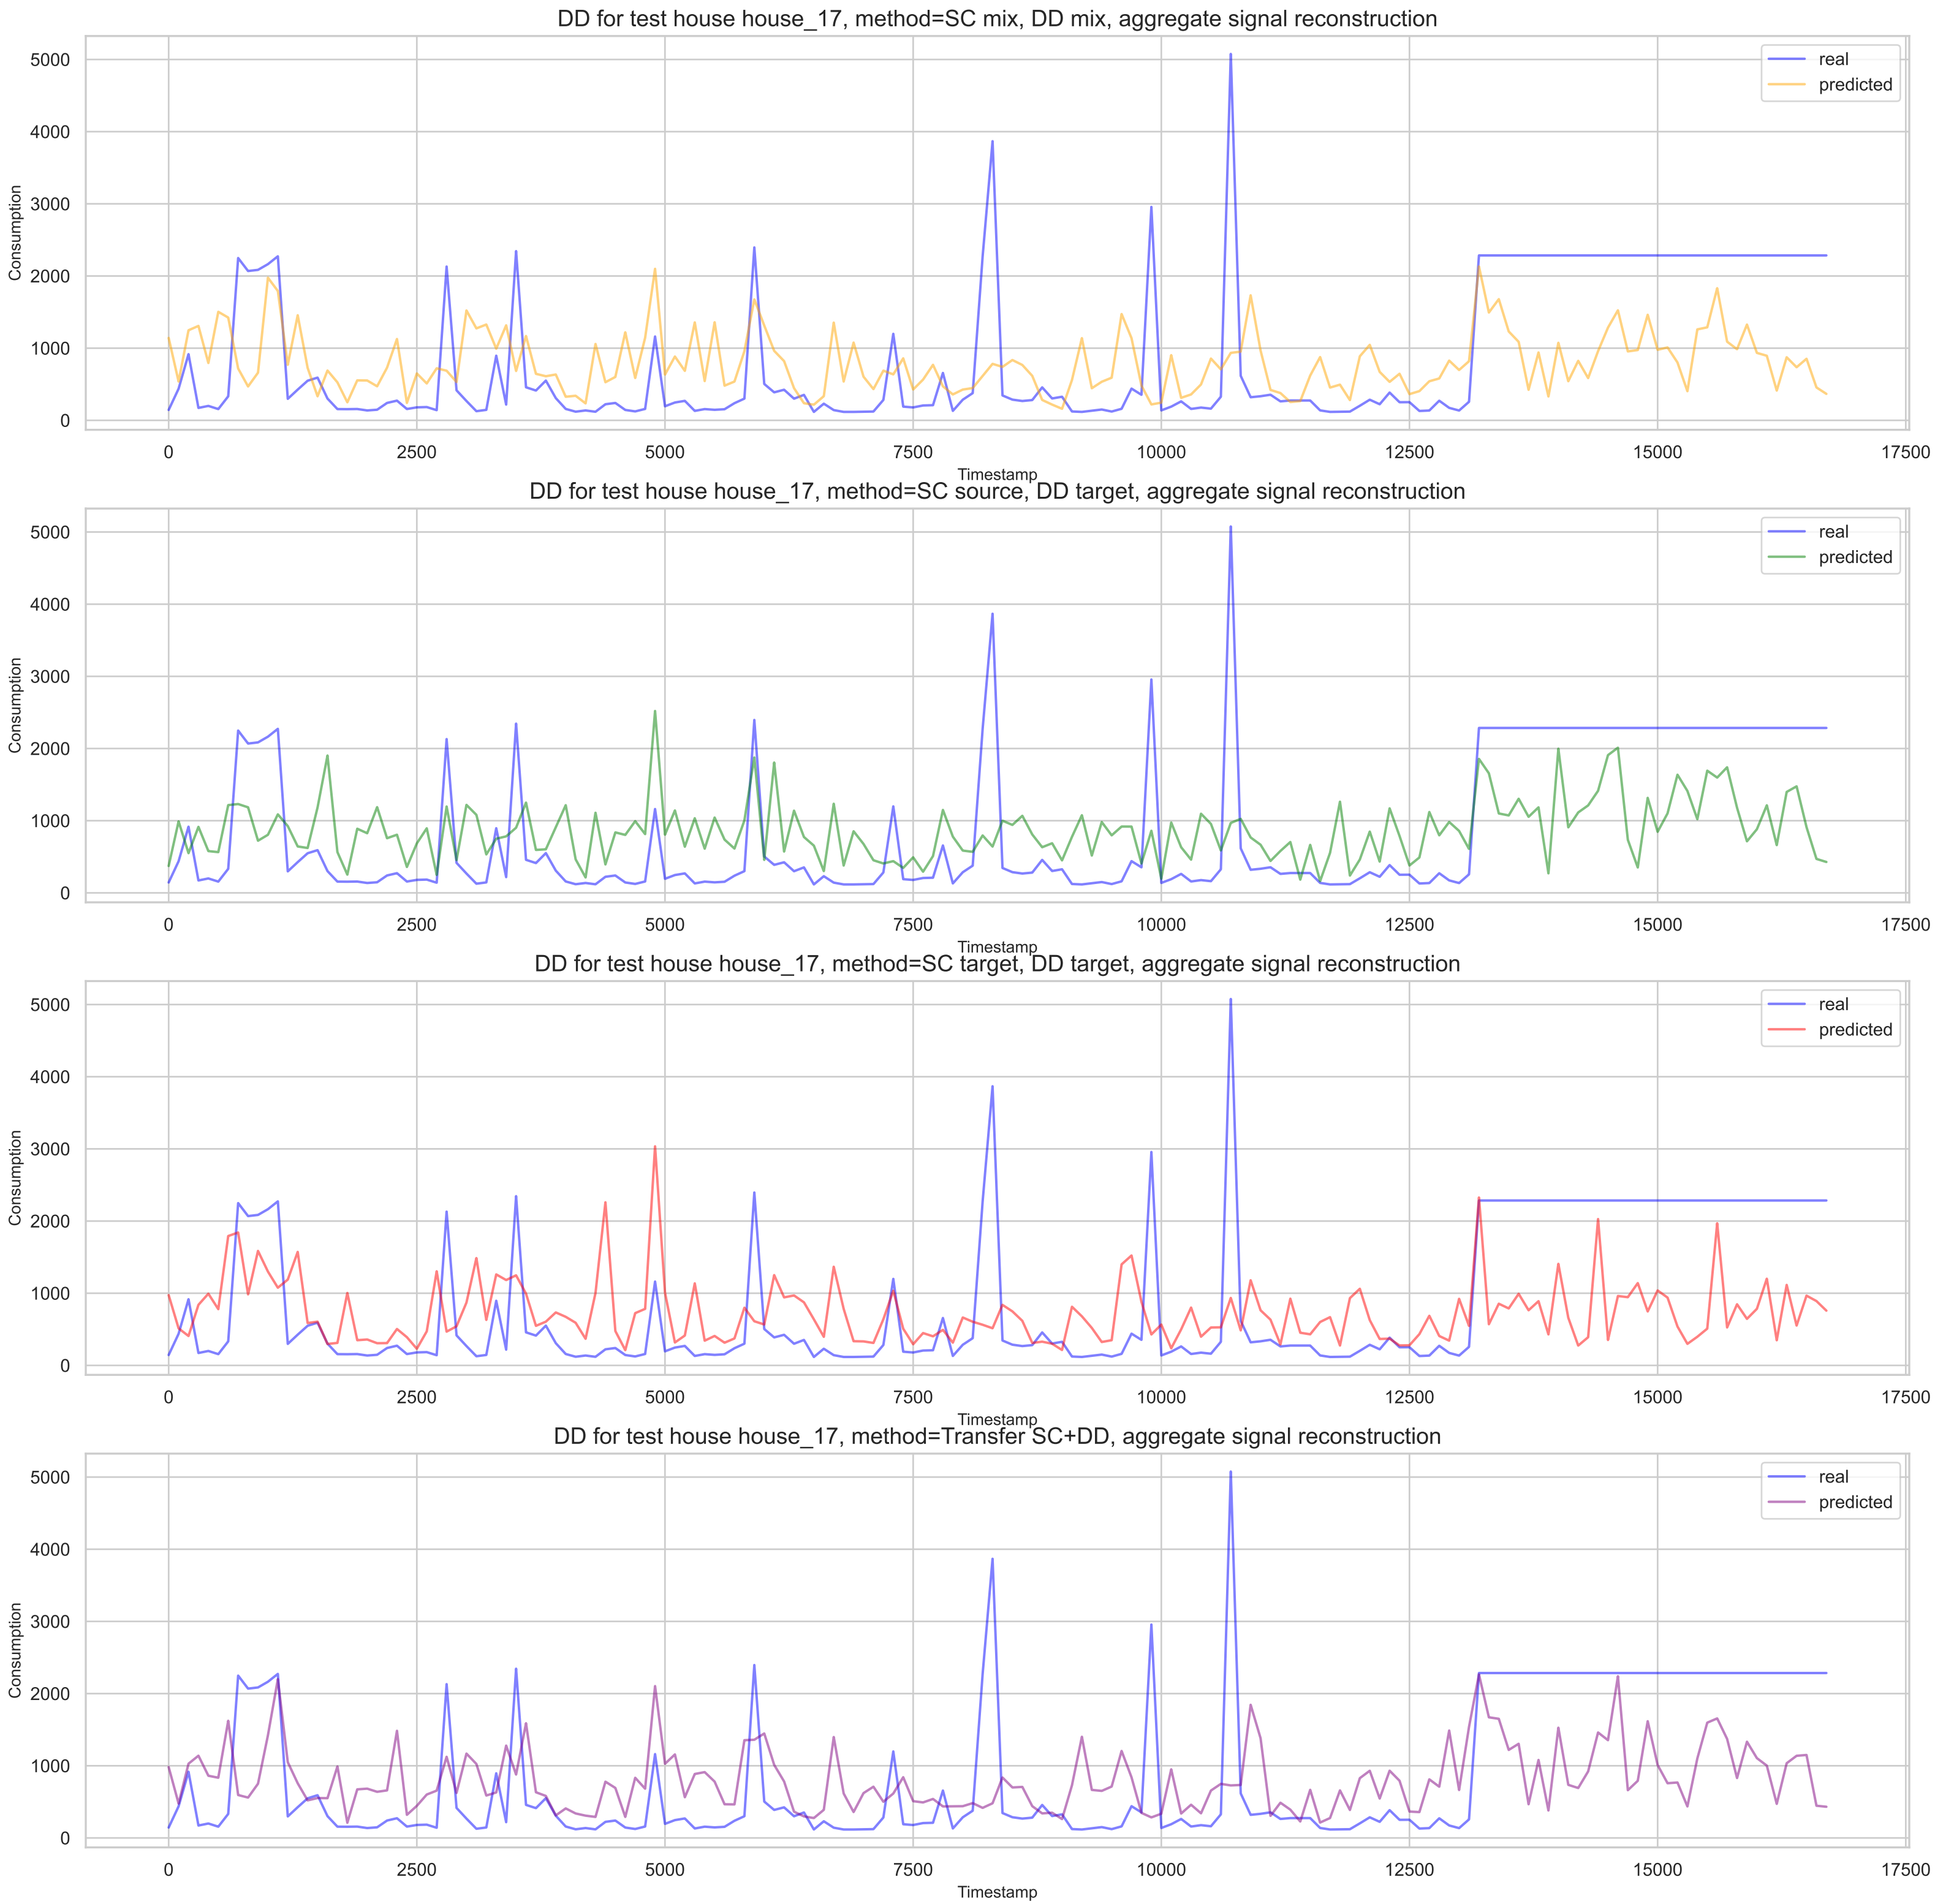 DD for test house house_17, method=SC mix, DD mix, aggregate signal reconstruction
real
predicted
5000
4000
3000
2000
1000
0
Consumption
0 2500 5000 7500 10000 12500 15000 17500
Timestamp
DD for test house house_17, method=SC source, DD target, aggregate signal reconstruction
real
predicted
5000
4000
3000
2000
1000
0
Consumption
0 2500 5000 7500 10000 12500 15000 17500
Timestamp
DD for test house house_17, method=SC target, DD target, aggregate signal reconstruction
real
predicted
5000
4000
3000
2000
1000
0
Consumption
0 2500 5000 7500 10000 12500 15000 17500
Timestamp
DD for test house house_17, method=Transfer SC+DD, aggregate signal reconstruction
real
predicted
5000
4000
3000
2000
1000
0
Consumption
0 2500 5000 7500 10000 12500 15000 17500
Timestamp